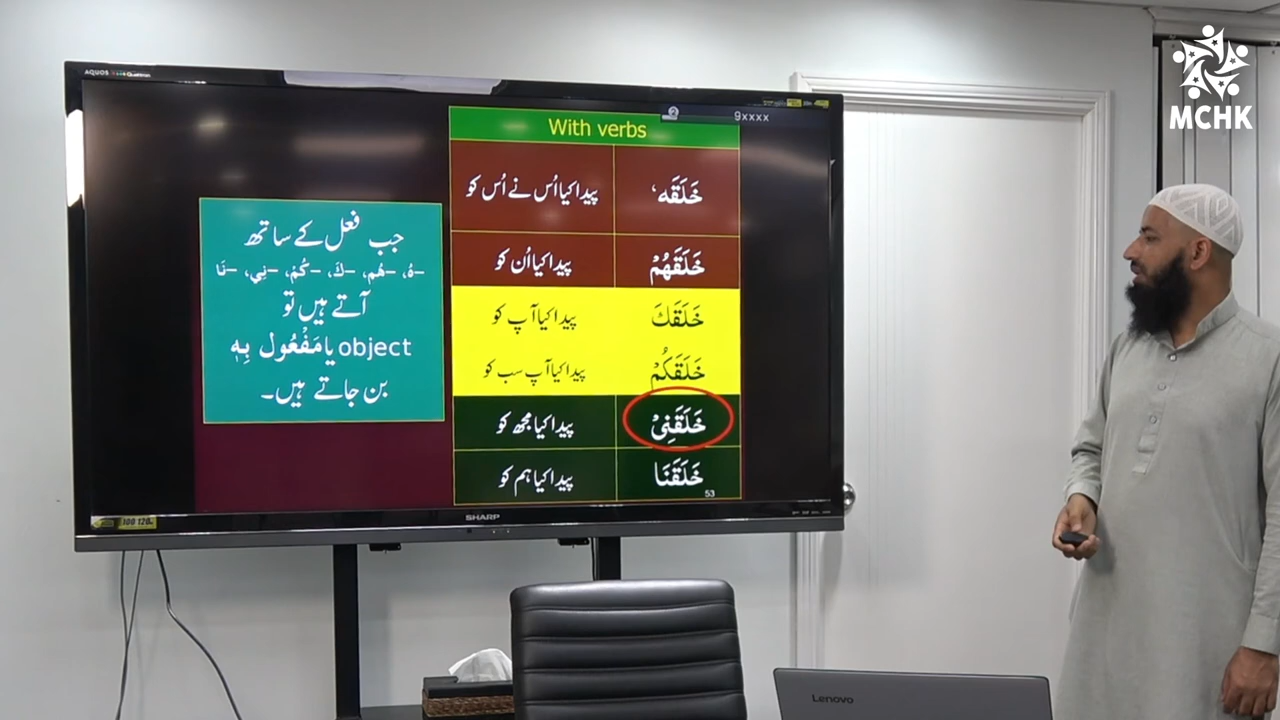 AQUOS
MCHK
9xxxx
With verbs
خَلَقَهٗ پیدا کیا اُس نے اُس کو
خَلَقَهُمْ پیدا کیا اُن کو
خَلَقَكَ پیدا کیا آپ کو
خَلَقَكُمْ پیدا کیا آپ سب کو
خَلَقَنِيْ پیدا کیا مجھ کو
خَلَقَنَا پیدا کیا ہم کو
53
جب فعل کے ساتھ
ـهُ، ـهُم، ـكَ، ـكُمْ، ـنِي، ـنَا
آتے ہیں تو
object یا مَفْعُول بِهٖ
بن جاتے ہیں۔
SHARP
Lenovo